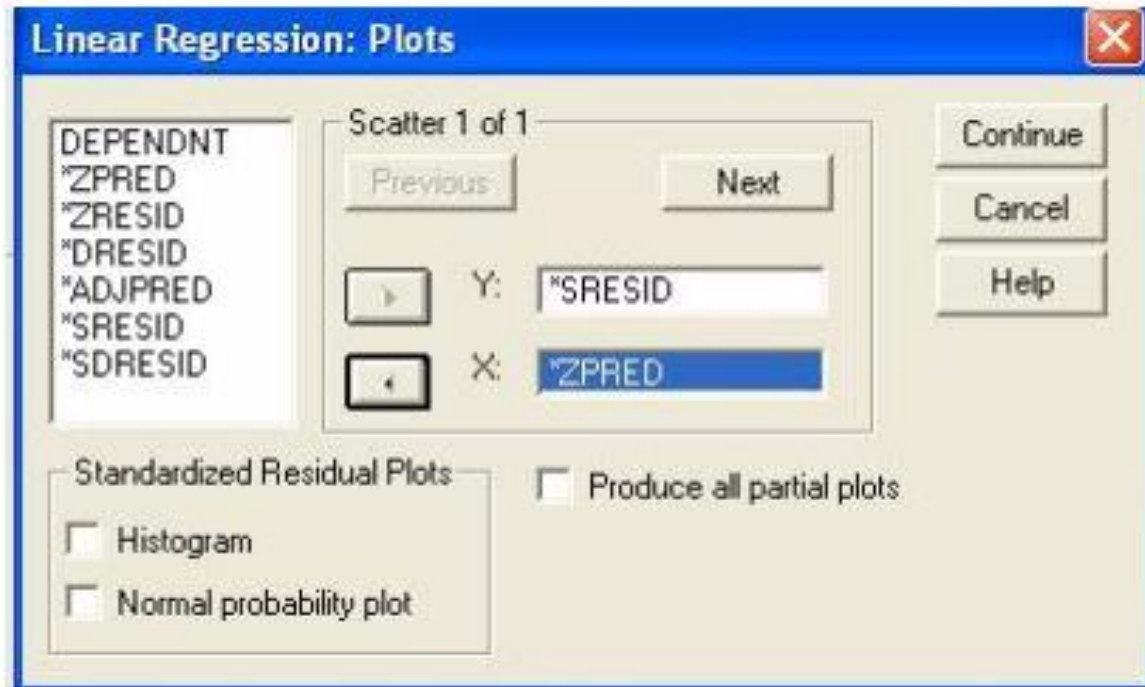 Linear Regression: Plots
DEPENDNT
*ZPRED
*ZRESID
*DRESID
*ADJPRED
*SRESID
*SDRESID
Scatter 1 of 1
Previous
Next
Y: *SRESID
X: *ZPRED
Continue
Cancel
Help
Standardized Residual Plots
Histogram
Normal probability plot
Produce all partial plots